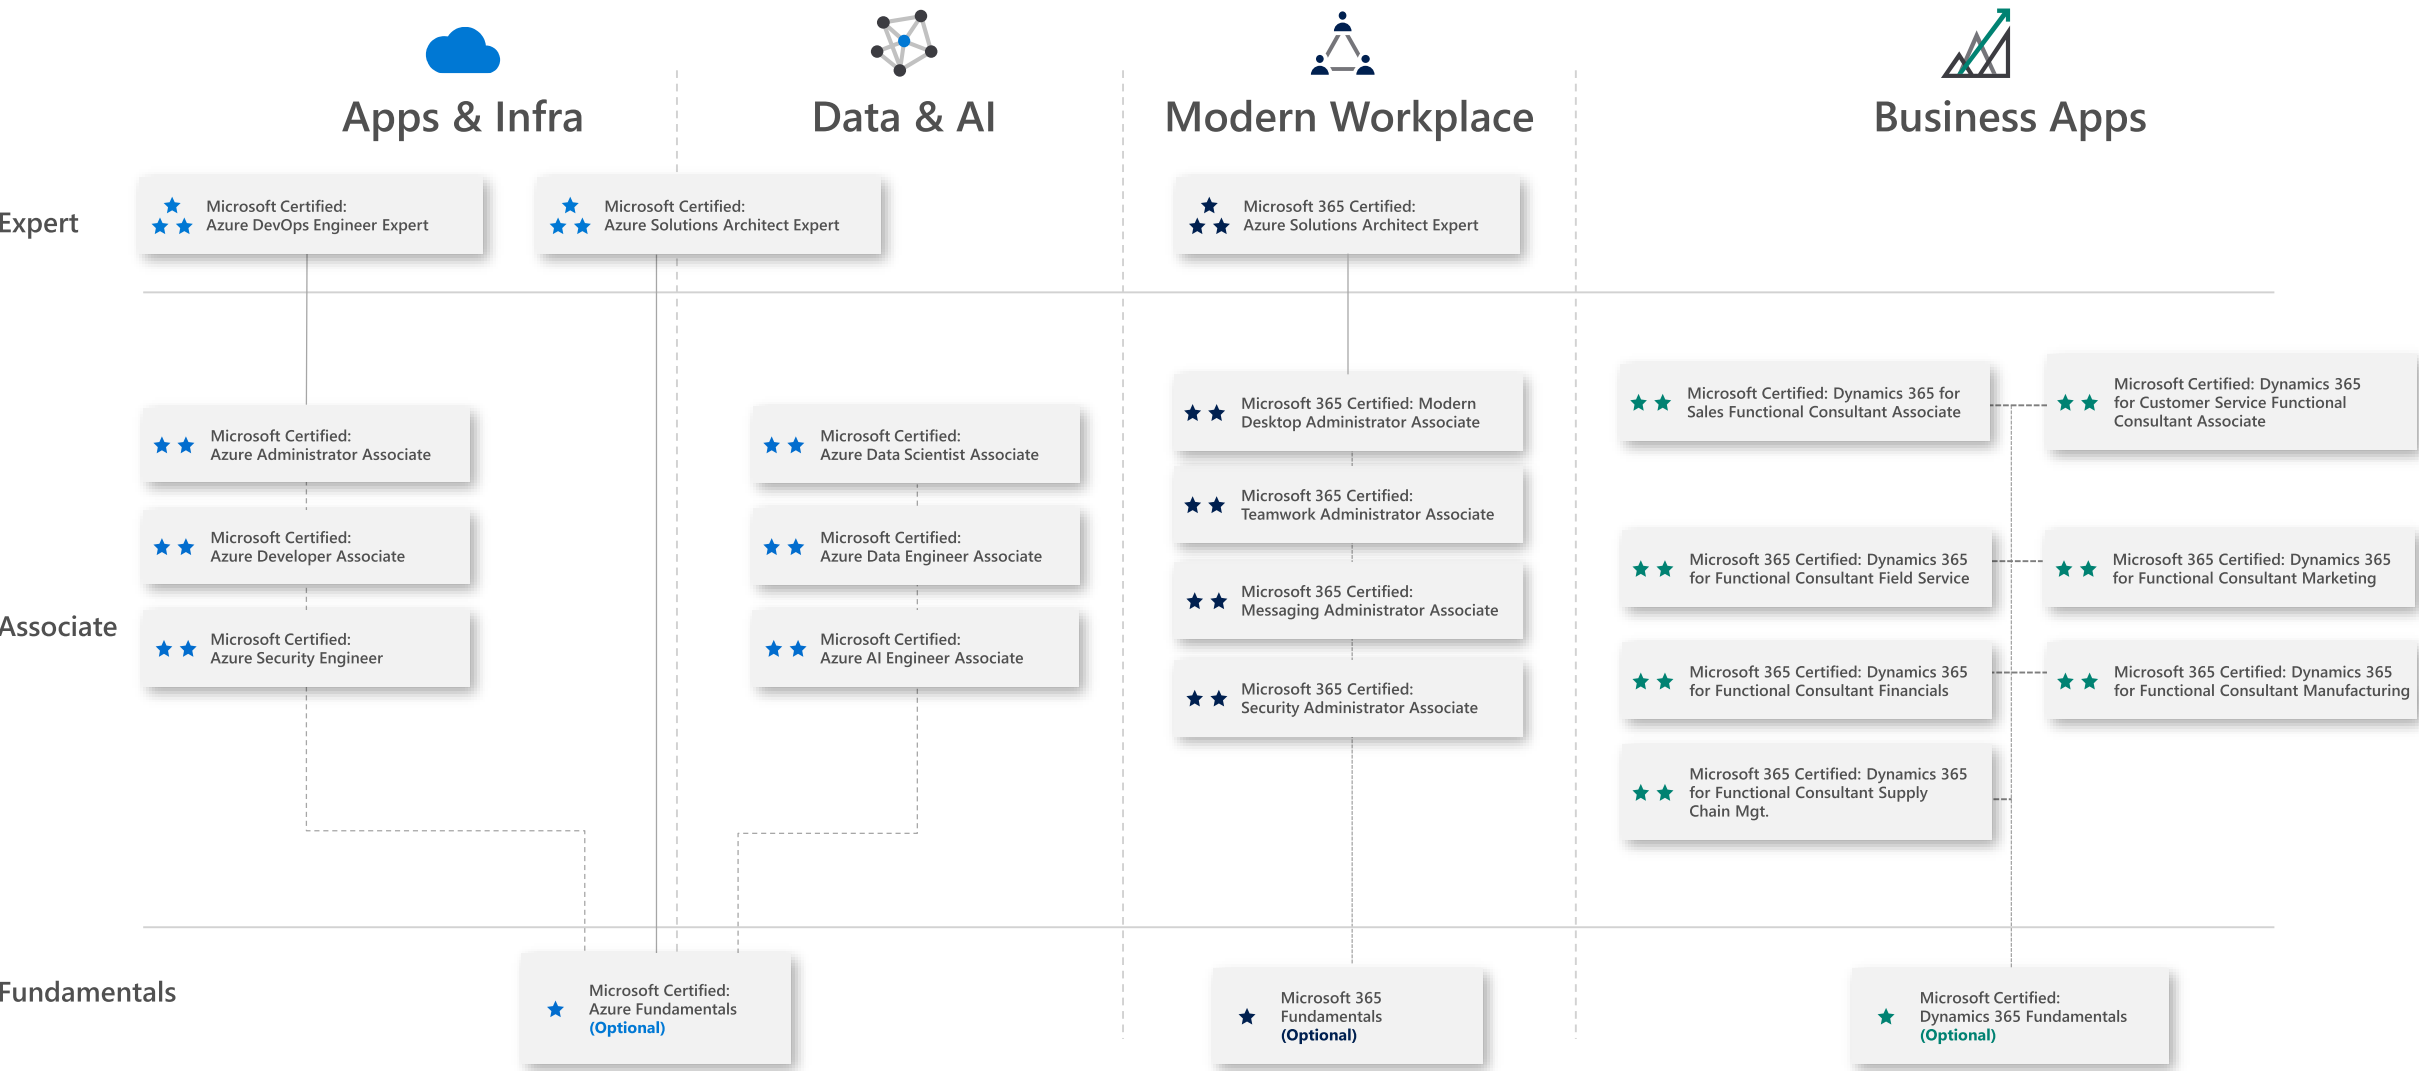 Apps & Infra
Data & AI
Modern Workplace
Business Apps
Expert
Microsoft Certified:
Azure DevOps Engineer Expert
Microsoft Certified:
Azure Solutions Architect Expert
Microsoft 365 Certified:
Azure Solutions Architect Expert
Associate
Microsoft Certified:
Azure Administrator Associate
Microsoft Certified:
Azure Developer Associate
Microsoft Certified:
Azure Security Engineer
Microsoft Certified:
Azure Data Scientist Associate
Microsoft Certified:
Azure Data Engineer Associate
Microsoft Certified:
Azure AI Engineer Associate
Microsoft 365 Certified: Modern
Desktop Administrator Associate
Microsoft 365 Certified:
Teamwork Administrator Associate
Microsoft 365 Certified:
Messaging Administrator Associate
Microsoft 365 Certified:
Security Administrator Associate
Microsoft Certified: Dynamics 365 for
Sales Functional Consultant Associate
Microsoft Certified: Dynamics 365
for Customer Service Functional
Consultant Associate
Microsoft 365 Certified: Dynamics 365
for Functional Consultant Field Service
Microsoft 365 Certified: Dynamics 365
for Functional Consultant Marketing
Microsoft 365 Certified: Dynamics 365
for Functional Consultant Financials
Microsoft 365 Certified: Dynamics 365
for Functional Consultant Manufacturing
Microsoft 365 Certified: Dynamics 365
for Functional Consultant Supply
Chain Mgt.
Fundamentals
Microsoft Certified:
Azure Fundamentals
(Optional)
Microsoft 365
Fundamentals
(Optional)
Microsoft Certified:
Dynamics 365 Fundamentals
(Optional)